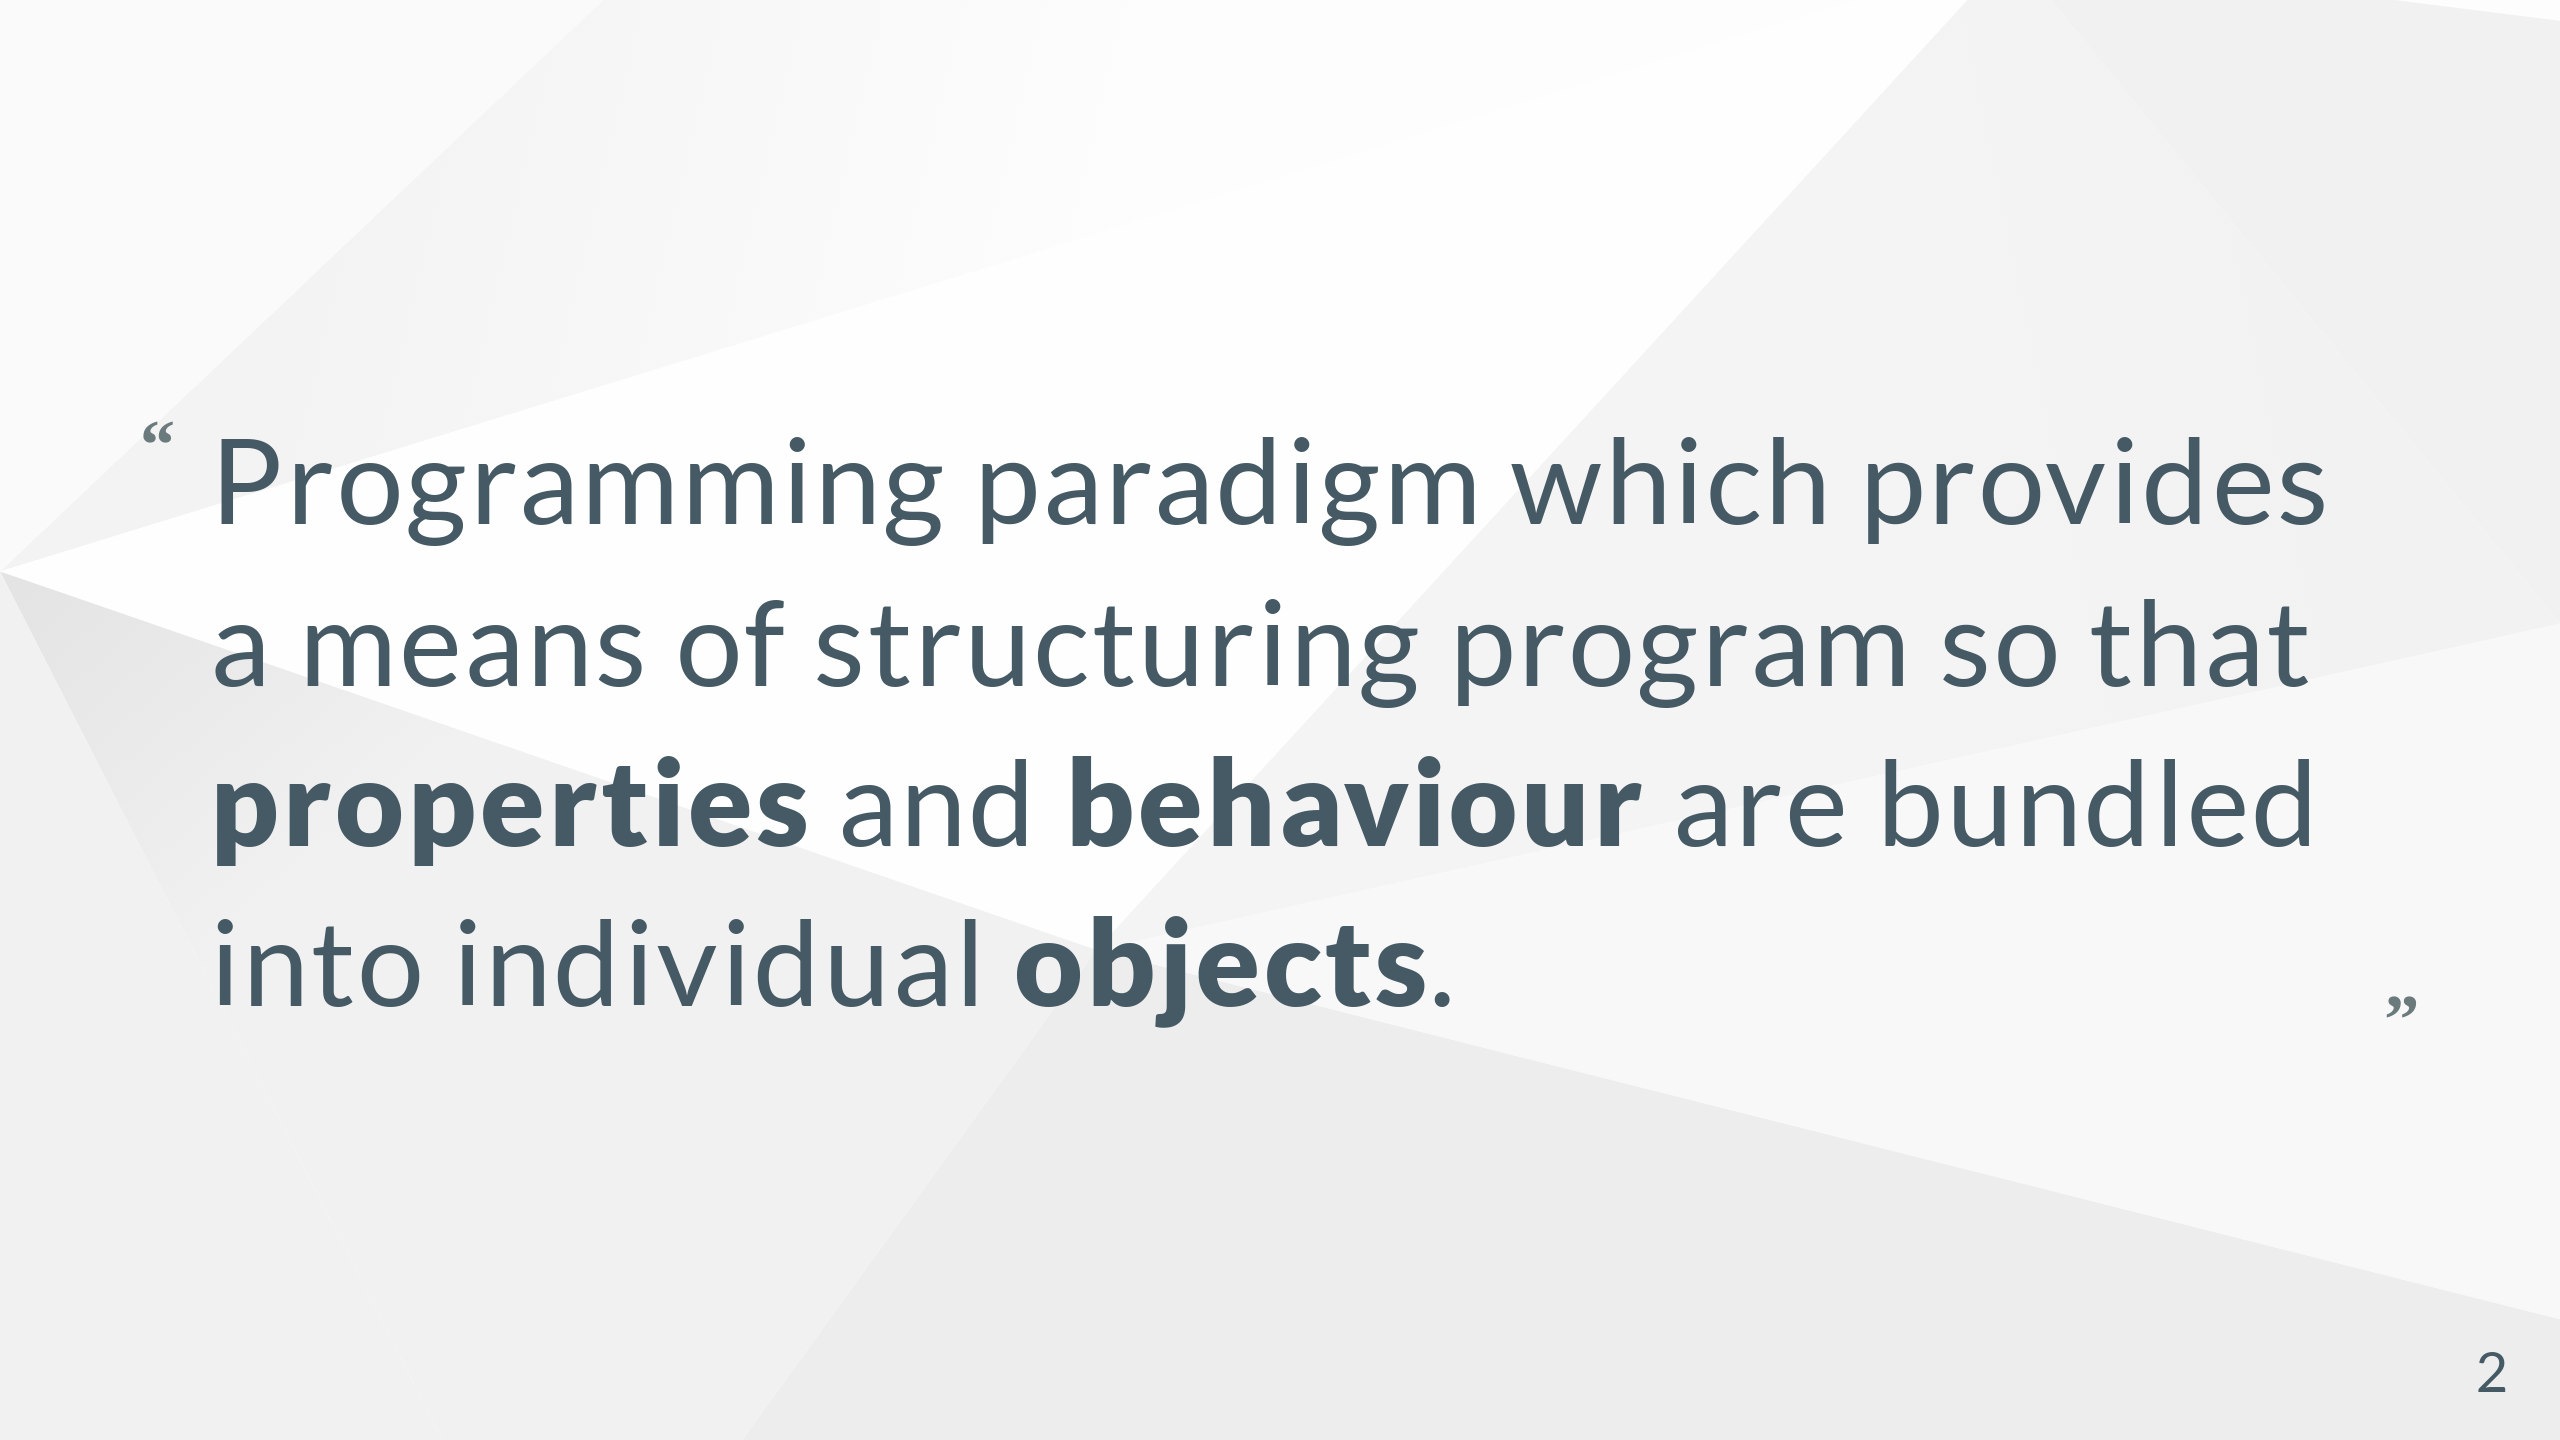 “ Programming paradigm which provides
a means of structuring program so that
properties and behaviour are bundled
into individual objects. ”
2